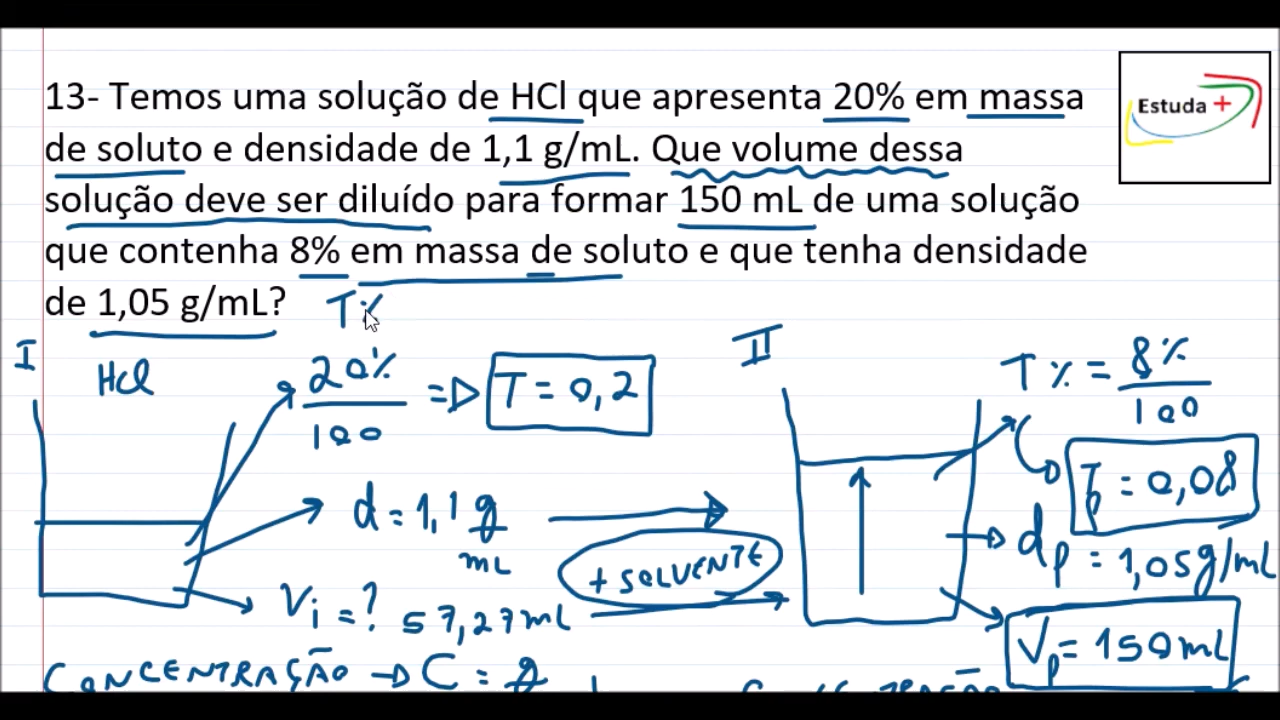 13- Temos uma solução de HCl que apresenta 20% em massa
de soluto e densidade de 1,1 g/mL. Que volume dessa
solução deve ser diluído para formar 150 mL de uma solução
que contenha 8% em massa de soluto e que tenha densidade
de 1,05 g/mL?
Estuda +
T%
I
HCl
20%
100
=> T = 0,2
d = 1,1 g
mL
Vi = ? 57,27 mL
+ SOLVENTE
II
T% = 8%
100
Tp = 0,08
dp = 1,05 g/mL
Vp = 150 mL
CONCENTRAÇÃO → C =